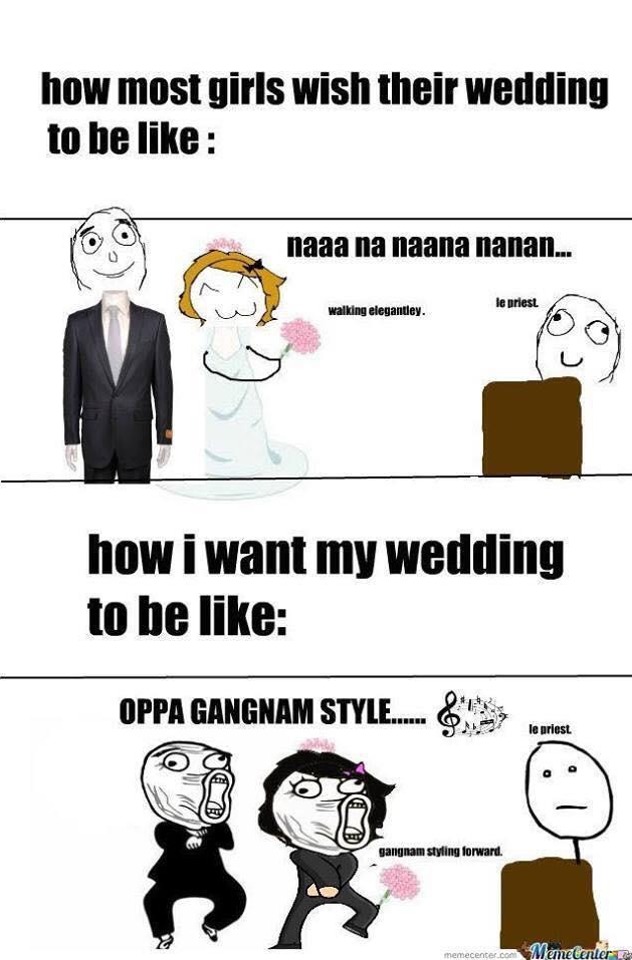 how most girls wish their wedding
to be like :
naaa na naana nanan...
walking elegantley.
le priest.
how i want my wedding
to be like:
OPPA GANGNAM STYLE......
le priest.
gangnam styling forward.
memecenter.com MemeCenter